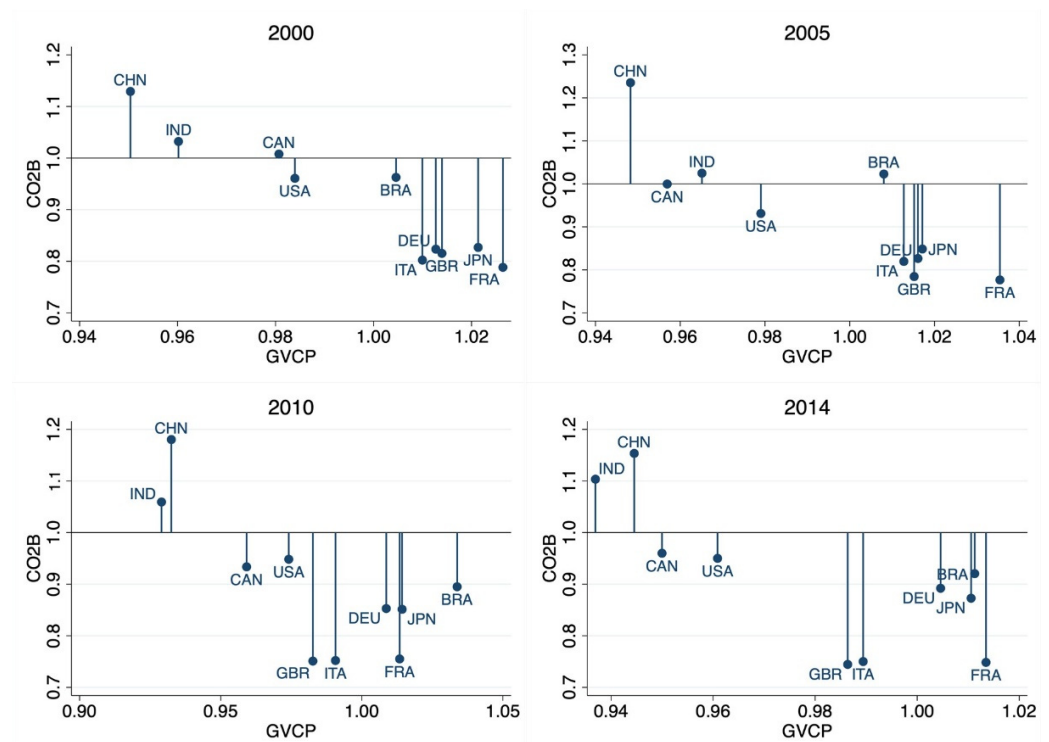 2000
CO2B
1.2
1.1
1.0
0.9
0.8
0.7
CHN
IND
CAN
USA
BRA
DEU
ITA
GBR
JPN
FRA
0.94
0.96
0.98
1.00
1.02
GVCP
2005
CO2B
1.3
1.2
1.1
1.0
0.9
0.8
0.7
CHN
IND
CAN
BRA
USA
DEU
JPN
ITA
GBR
FRA
0.94
0.96
0.98
1.00
1.02
1.04
GVCP
2010
CO2B
1.2
1.1
1.0
0.9
0.8
0.7
CHN
IND
CAN
USA
BRA
DEU
JPN
GBR
ITA
FRA
0.90
0.95
1.00
1.05
GVCP
2014
CO2B
1.2
1.1
1.0
0.9
0.8
0.7
CHN
IND
CAN
USA
BRA
DEU
JPN
GBR
ITA
FRA
0.94
0.96
0.98
1.00
1.02
GVCP